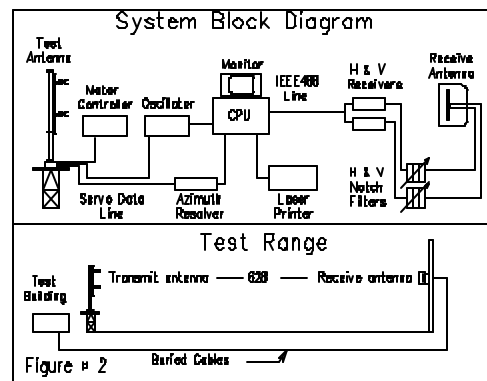 System Block Diagram
Test
Antenna
Motor
Controller
Oscillator
Monitor
CPU
IEEE488
Line
H & V
Receivers
Receive
Antenna
Servo Data
Line
Azimuth
Resolver
Laser
Printer
H & V
Notch
Filters
Test Range
Test
Building
Transmit antenna
Receive antenna
Buried Cables
Figure # 2